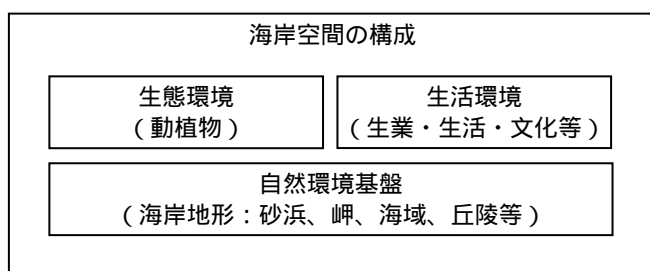 海岸空間の構成
生態環境
（動植物）
生活環境
（生業・生活・文化等）
自然環境基盤
（海岸地形：砂浜、岬、海域、丘陵等）